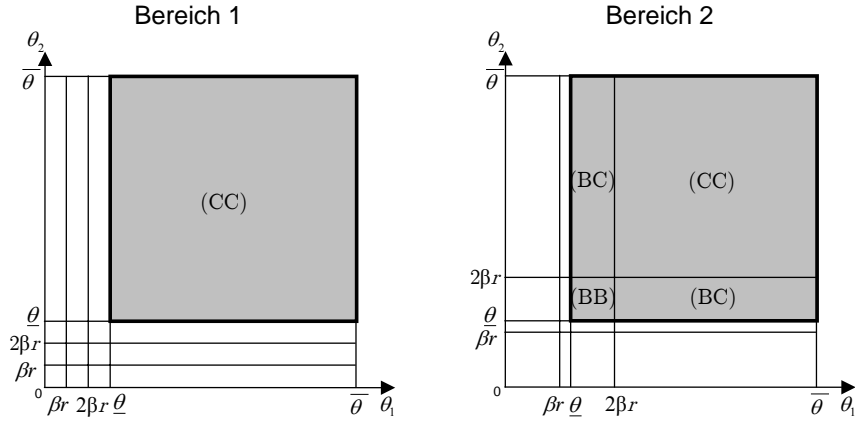 Bereich 1
θ₂
θ̅
(CC)
θ̲
2βr
βr
0
βr 2βr θ̲ θ̅ θ₁
Bereich 2
θ₂
θ̅
(BC) (CC)
2βr
(BB) (BC)
θ̲
βr
0
βr θ̲ 2βr θ̅ θ₁